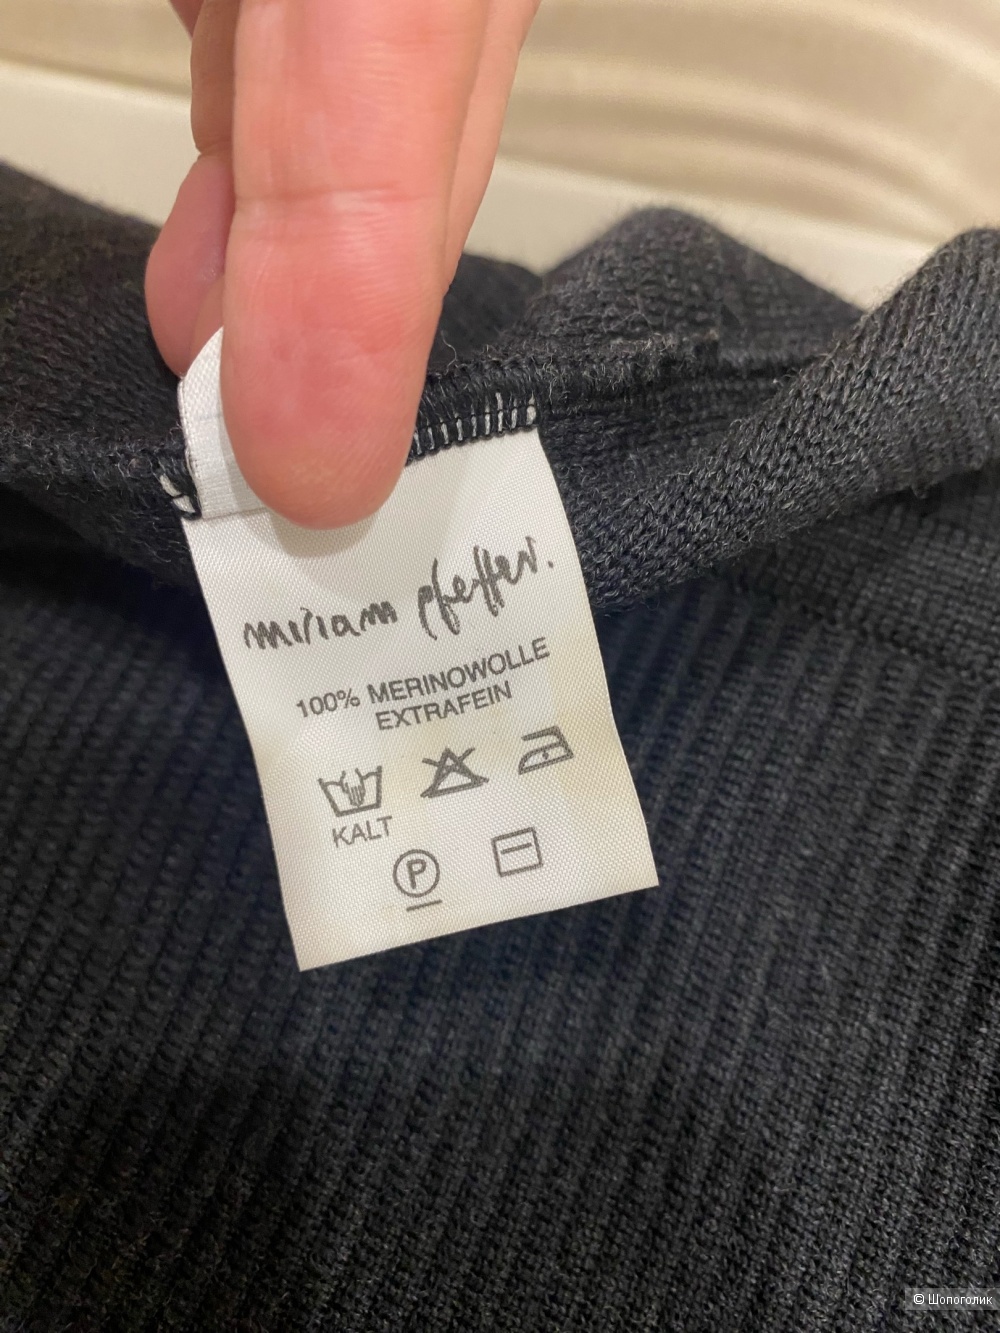 miriam pfeffer.
100% MERINOWOLLE
EXTRAFEIN
KALT
P
© Шопоголик